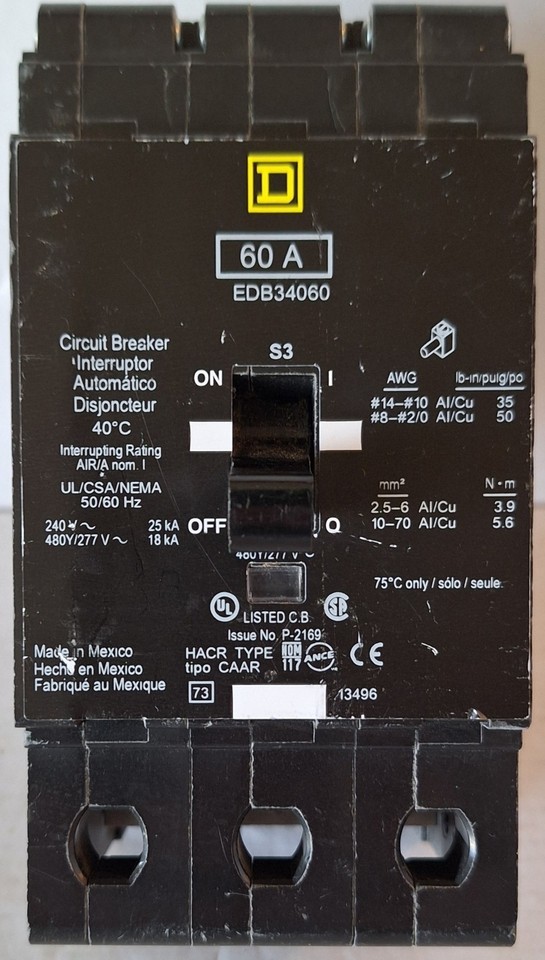 D
60 A
EDB34060
Circuit Breaker
Interruptor
Automático
Disjoncteur
40°C
Interrupting Rating
AIR/A nom. I
UL/CSA/NEMA
50/60 Hz
240 V ~ 25 kA
480Y/277 V ~ 18 kA
S3
ON I
OFF O
480Y/277 V
AWG lb-in/pulg/po
#14–#10 Al/Cu 35
#8–#2/0 Al/Cu 50
mm² N - m
2.5–6 Al/Cu 3.9
10–70 Al/Cu 5.6
75°C only / sólo / seule
UL LISTED C.B. SP
Issue No. P-2169
HACR TYPE
tipo CAAR
117 ANCE CE
73
13496
Made in Mexico
Hecho en Mexico
Fabriqué au Mexique